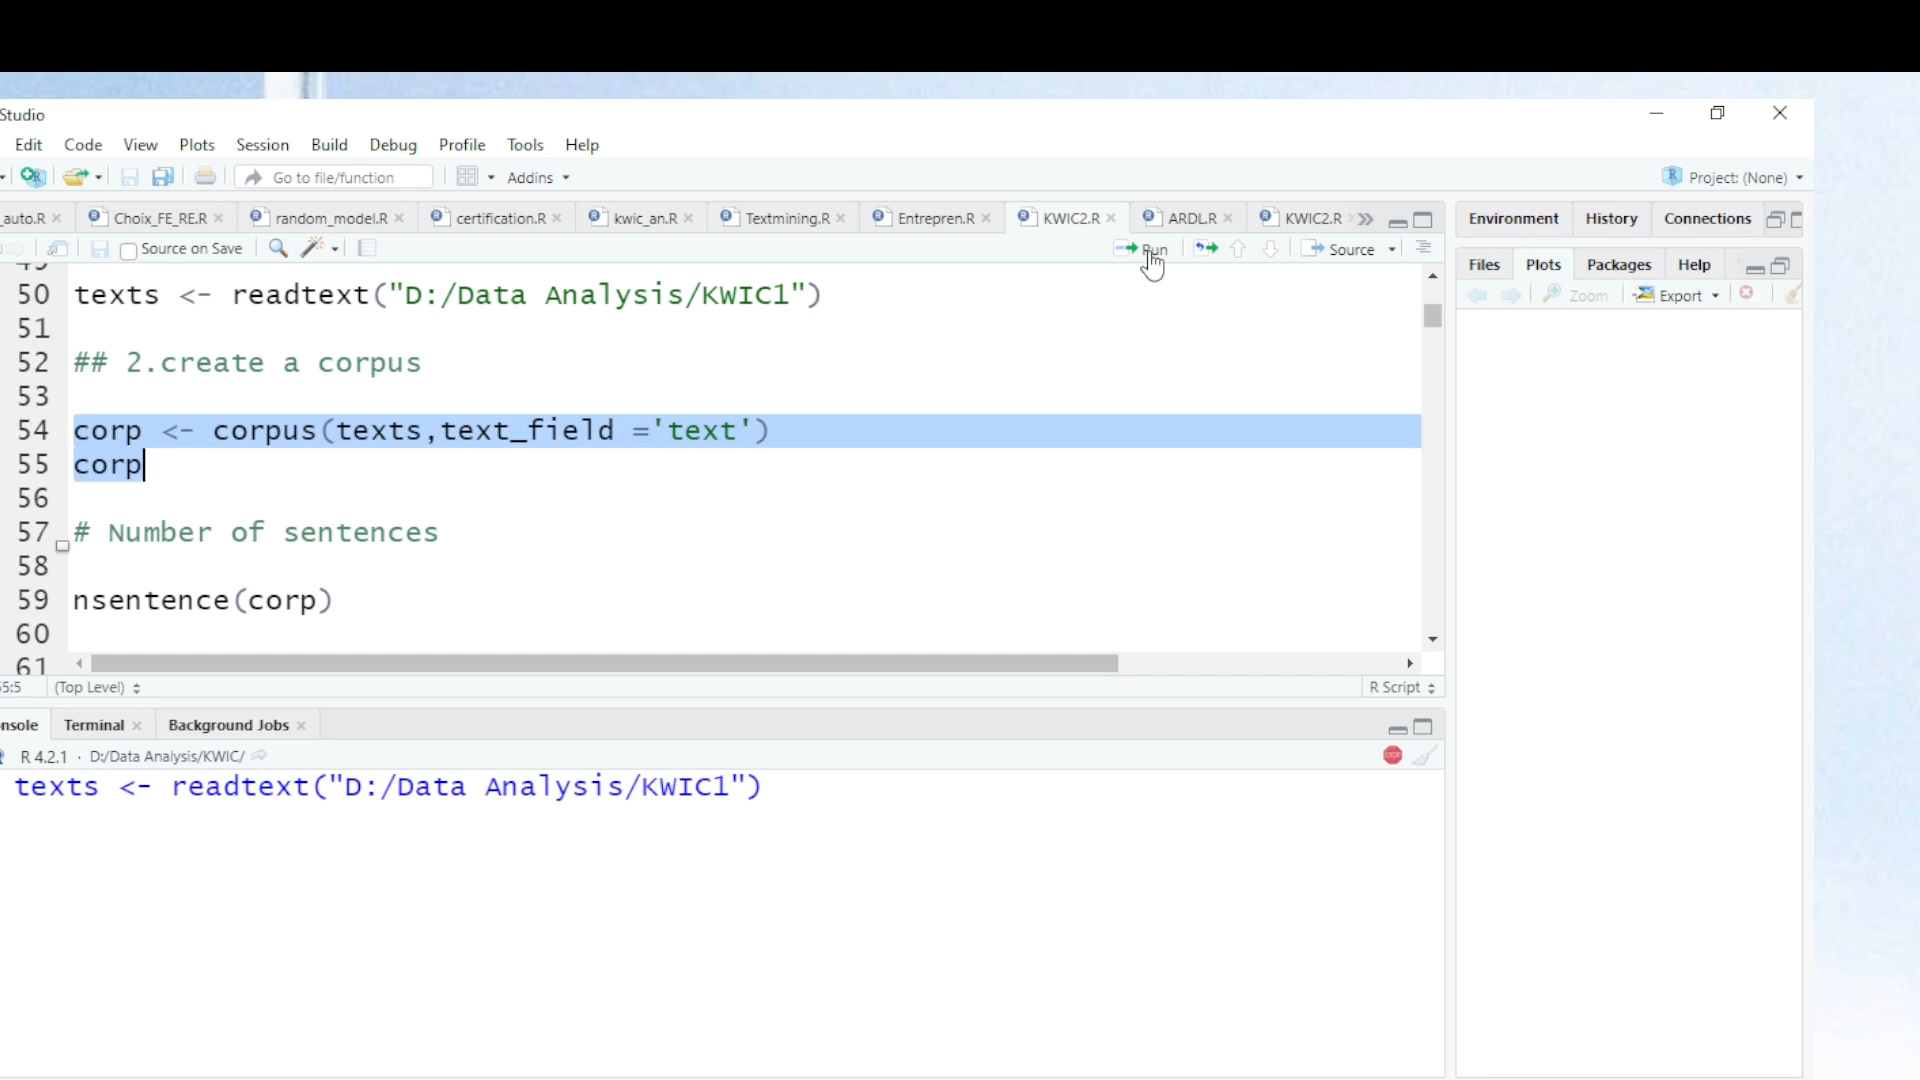 Studio
Edit Code View Plots Session Build Debug Profile Tools Help
Go to file/function Addins Project: (None)
_auto.R Choix_FE_RE.R random_model.R certification.R kwic_an.R Textmining.R Entrepren.R KWIC2.R ARDL.R KWIC2.R
Source on Save Run Source
50 texts <- readtext("D:/Data Analysis/KWIC1")
51
52 ## 2.create a corpus
53
54 corp <- corpus(texts,text_field ='text')
55 corp
56
57 # Number of sentences
58
59 nsentence(corp)
60
61
55:5 (Top Level) R Script
onsole Terminal Background Jobs
R 4.2.1 · D:/Data Analysis/KWIC/
STOP
texts <- readtext("D:/Data Analysis/KWIC1")
Environment History Connections
Files Plots Packages Help
Zoom Export